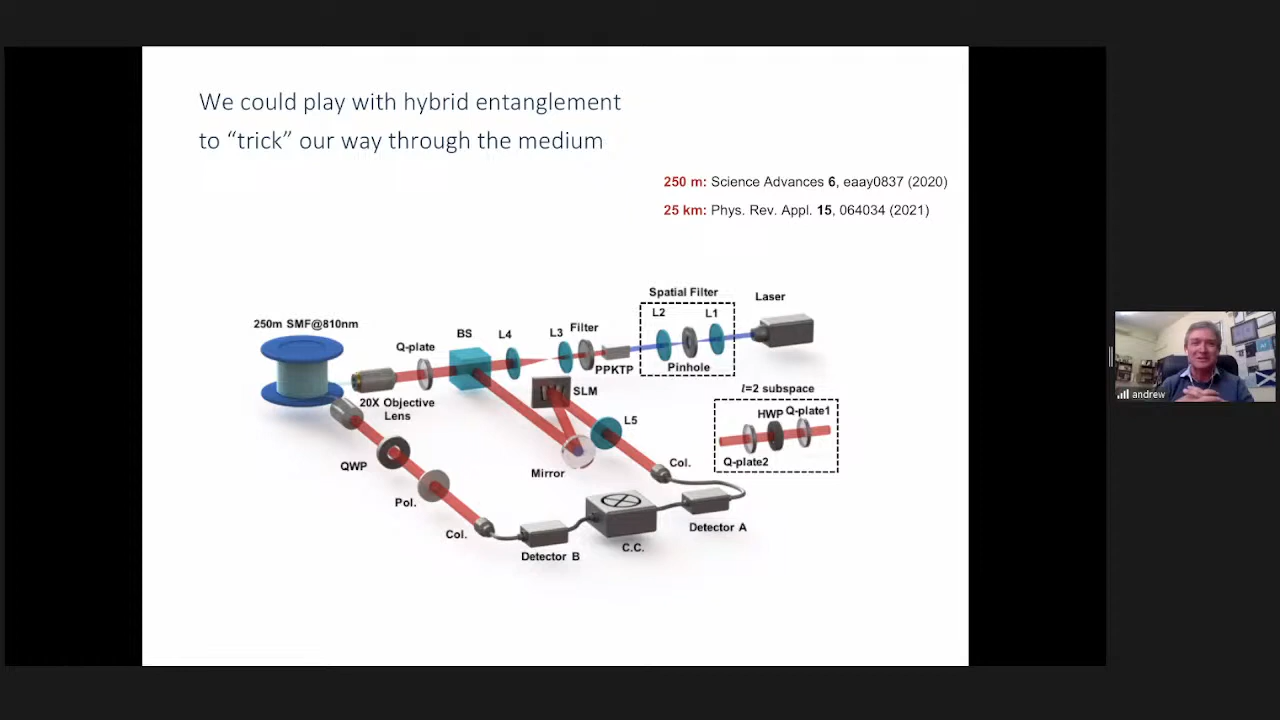 We could play with hybrid entanglement
to “trick” our way through the medium
250 m: Science Advances 6, eaay0837 (2020)
25 km: Phys. Rev. Appl. 15, 064034 (2021)
Spatial Filter
Laser
L2
L1
250m SMF@810nm
BS
L4
L3
Filter
Q-plate
PPKTP
Pinhole
20X Objective
Lens
SLM
l=2 subspace
L5
HWP
Q-plate1
QWP
Mirror
Col.
Q-plate2
Pol.
Col.
Detector A
Detector B
C.C.
andrew